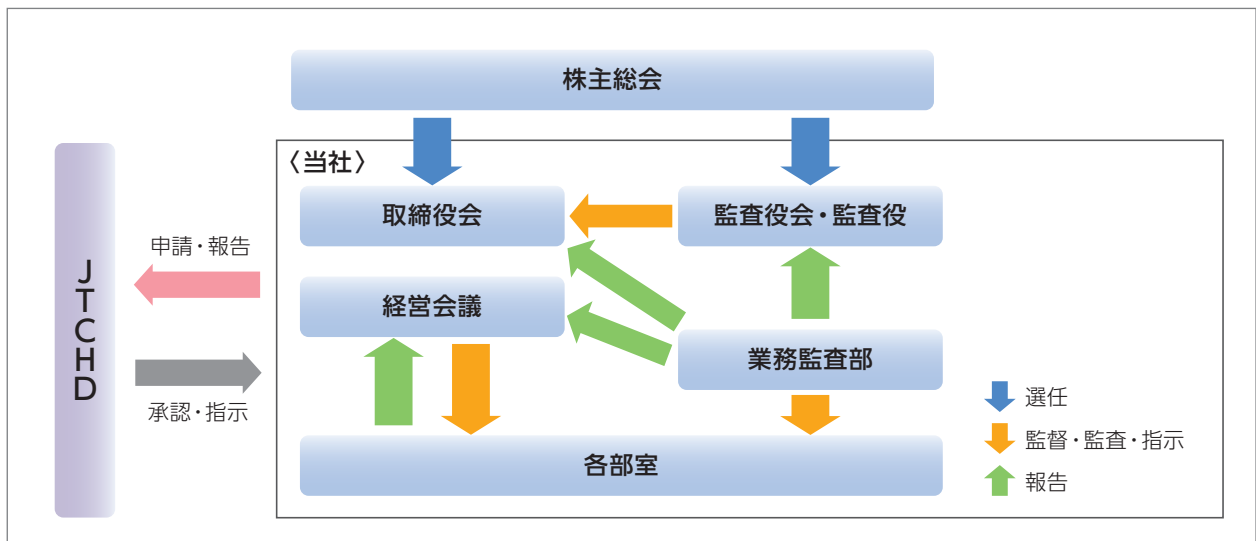 株主総会
〈当社〉
取締役会
監査役会・監査役
申請・報告
JTCHD
経営会議
業務監査部
承認・指示
各部室
選任
監督・監査・指示
報告